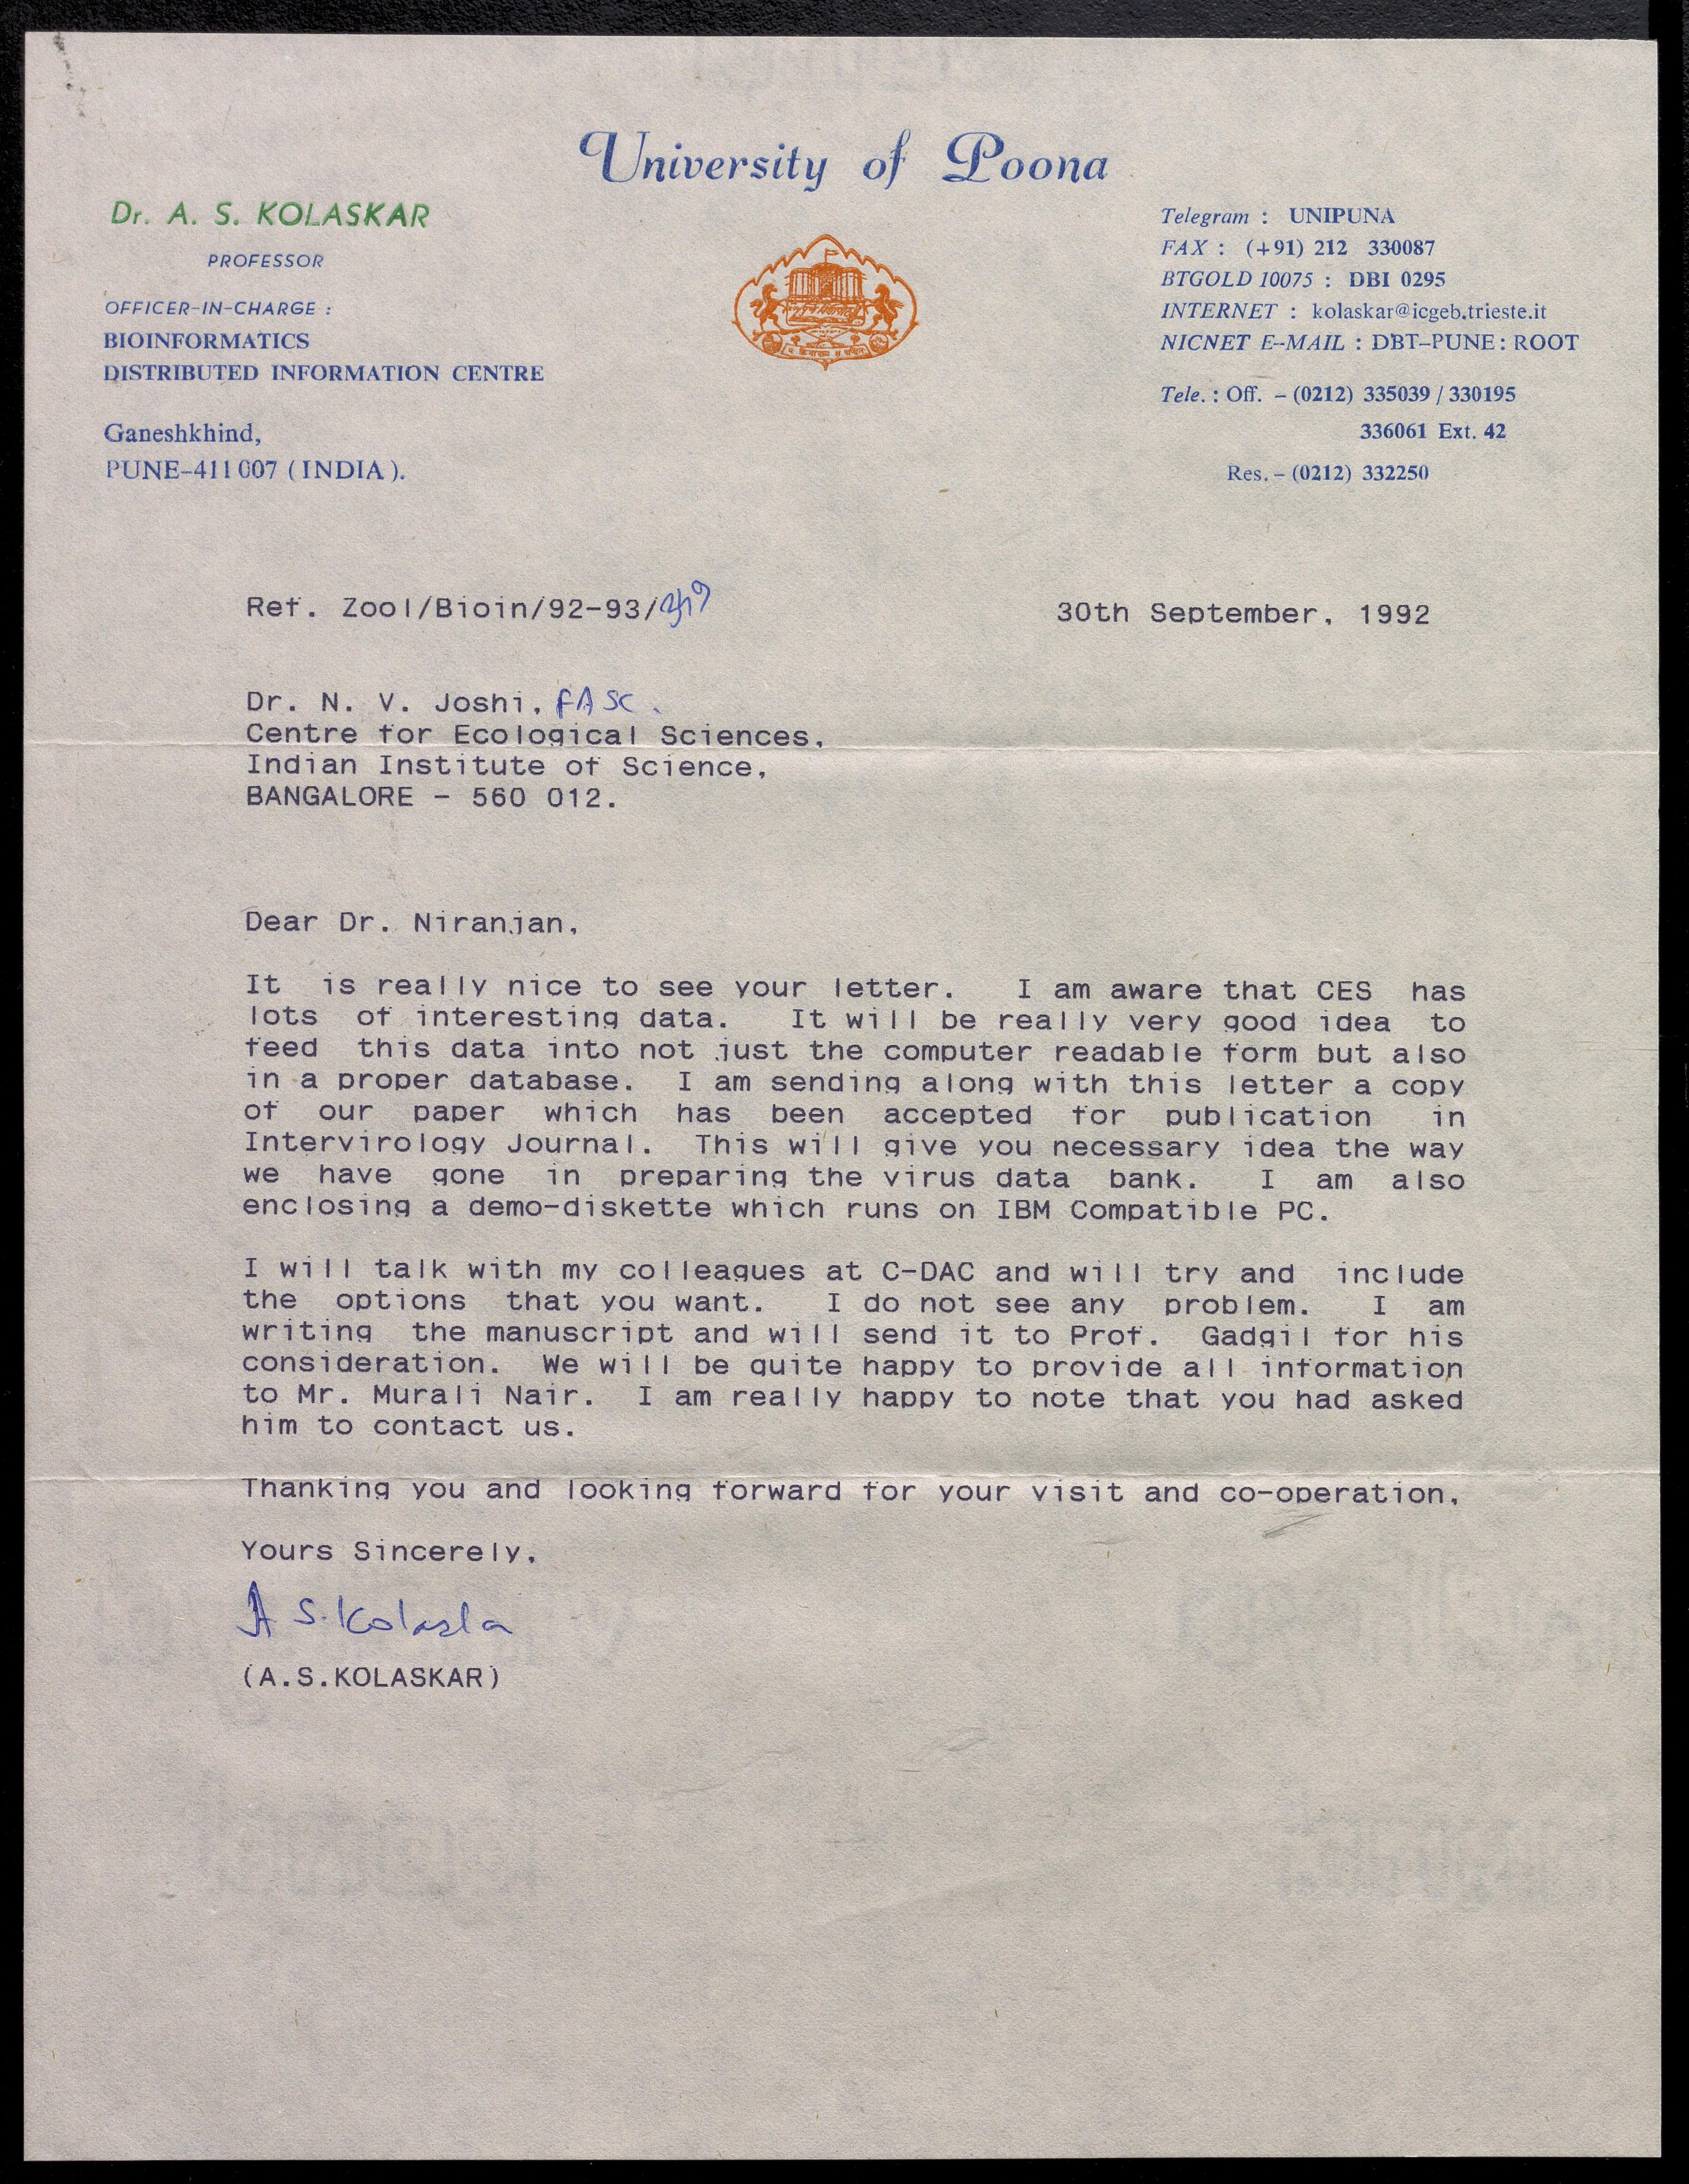 University of Poona
Dr. A. S. KOLASKAR
PROFESSOR
OFFICER-IN-CHARGE :
BIOINFORMATICS
DISTRIBUTED INFORMATION CENTRE
Ganeshkhind,
PUNE-411 007 (INDIA).
Telegram : UNIPUNA
FAX : (+91) 212 330087
BTGOLD 10075 : DBI 0295
INTERNET : kolaskar@icgeb.trieste.it
NICNET E-MAIL : DBT-PUNE : ROOT
Tele. : Off. - (0212) 335039 / 330195
336061 Ext. 42
Res. - (0212) 332250
Ref. Zool/Bioin/92-93/
30th September, 1992
Dr. N. V. Joshi, FASC.
Centre for Ecological Sciences,
Indian Institute of Science,
BANGALORE - 560 012.
Dear Dr. Niranjan,
It is really nice to see your letter. I am aware that CES has
lots of interesting data. It will be really very good idea to
feed this data into not just the computer readable form but also
in a proper database. I am sending along with this letter a copy
of our paper which has been accepted for publication in
Intervirology Journal. This will give you necessary idea the way
we have gone in preparing the virus data bank. I am also
enclosing a demo-diskette which runs on IBM Compatible PC.
I will talk with my colleagues at C-DAC and will try and include
the options that you want. I do not see any problem. I am
writing the manuscript and will send it to Prof. Gadgil for his
consideration. We will be quite happy to provide all information
to Mr. Murali Nair. I am really happy to note that you had asked
him to contact us.
Thanking you and looking forward for your visit and co-operation,
Yours Sincerely,
A S. Kolaska
(A.S.KOLASKAR)